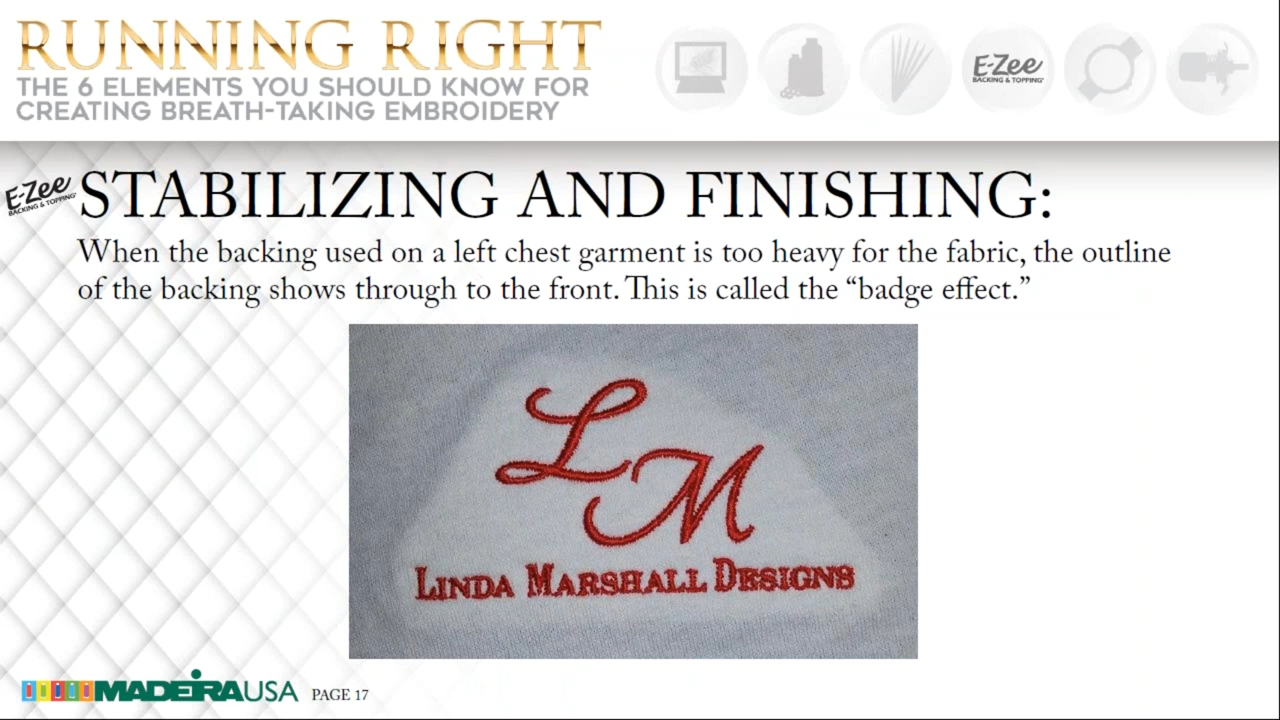 RUNNING RIGHT
THE 6 ELEMENTS YOU SHOULD KNOW FOR
CREATING BREATH-TAKING EMBROIDERY
E-Zee
BACKING & TOPPING
E-Zee
BACKING & TOPPING
STABILIZING AND FINISHING:
When the backing used on a left chest garment is too heavy for the fabric, the outline
of the backing shows through to the front. This is called the “badge effect.”
LM
LINDA MARSHALL DESIGNS
MADEIRAUSA PAGE 17